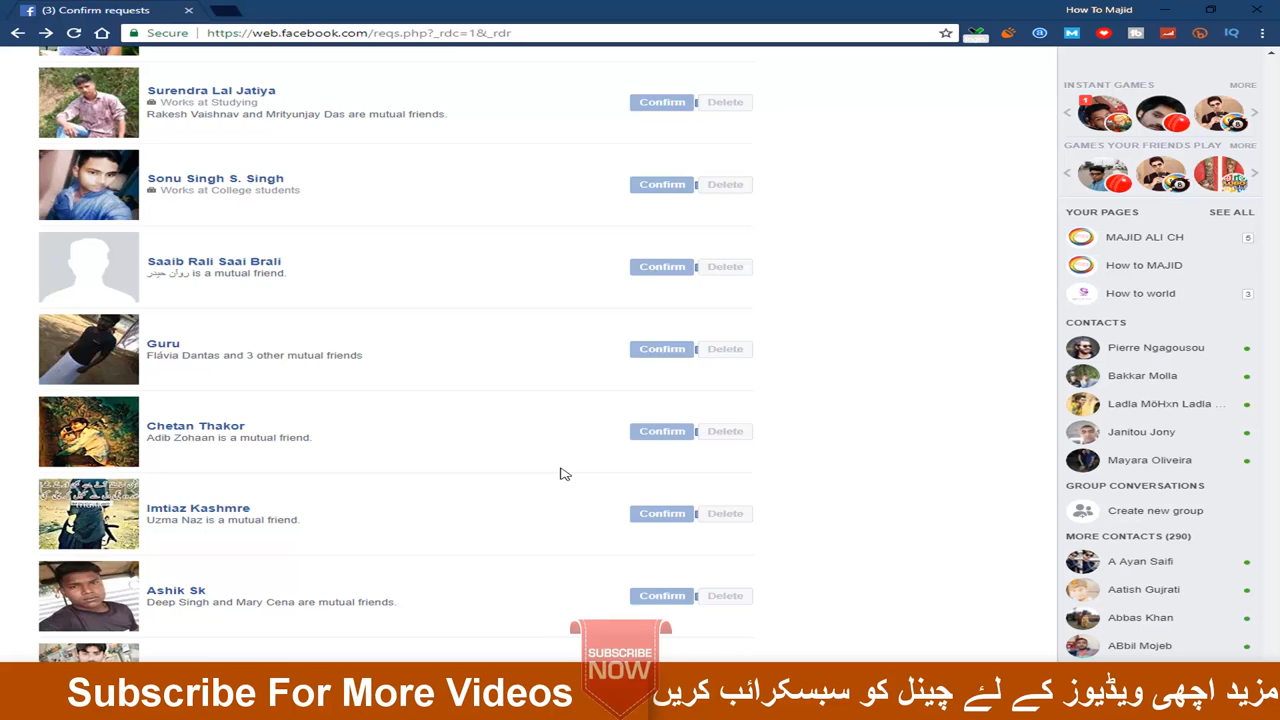 (3) Confirm requests
How To Majid
Secure
https://web.facebook.com/reqs.php?_rdc=1&_rdr
Surendra Lal Jatiya
Works at Studying
Rakesh Vaishnav and Mrityunjay Das are mutual friends.
Confirm
Delete
Sonu Singh S. Singh
Works at College students
Confirm
Delete
Saaib Rali Saai Brali
روان حیدر is a mutual friend.
Confirm
Delete
Guru
Flávia Dantas and 3 other mutual friends
Confirm
Delete
Chetan Thakor
Adib Zohaan is a mutual friend.
Confirm
Delete
Imtiaz Kashmre
Uzma Naz is a mutual friend.
Confirm
Delete
Ashik Sk
Deep Singh and Mary Cena are mutual friends.
Confirm
Delete
INSTANT GAMES
MORE
1
GAMES YOUR FRIENDS PLAY
MORE
YOUR PAGES
SEE ALL
MAJID ALI CH
5
How to MAJID
How to world
3
CONTACTS
Pierre Ngagousou
Bakkar Molla
Ladla MöHxn Ladla ...
Janitou Jony
Mayara Oliveira
GROUP CONVERSATIONS
Create new group
MORE CONTACTS (290)
A Ayan Saifi
Aatish Gujrati
Abbas Khan
ABbil Mojeb
SUBSCRIBE
NOW
Subscribe For More Videos
مزید اچھی ویڈیوز کے لئے چینل کو سبسکرائب کریں